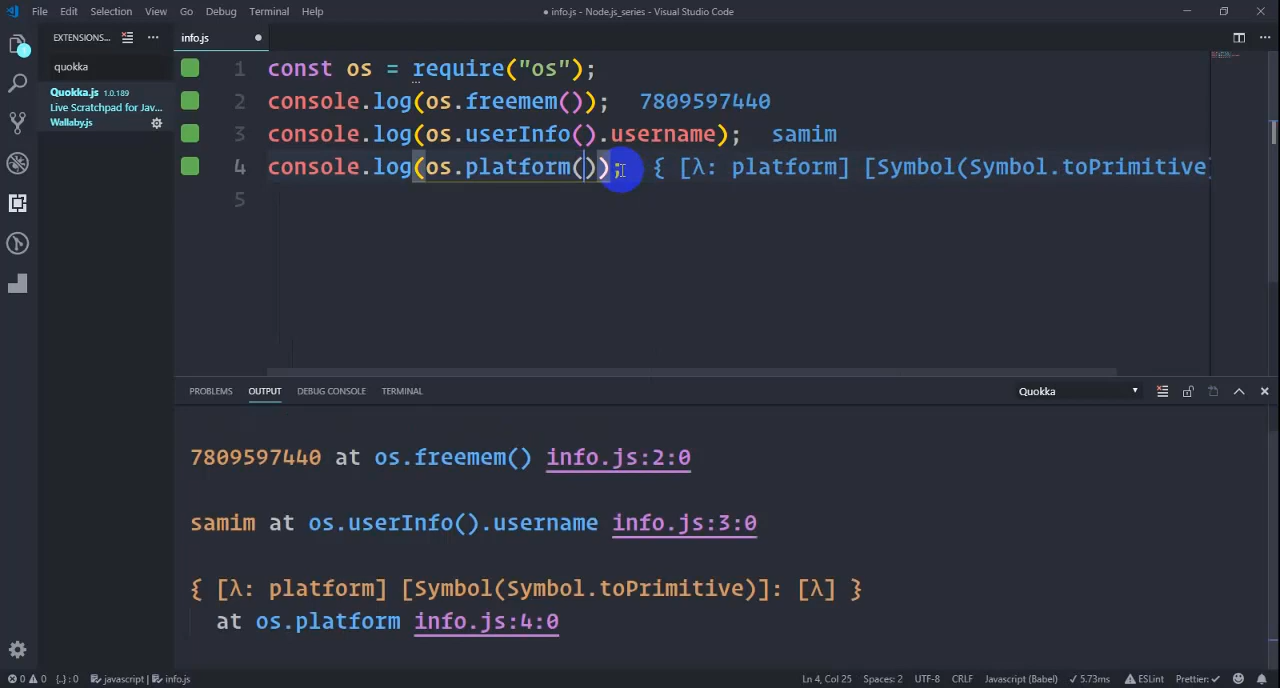 File Edit Selection View Go Debug Terminal Help
● info.js - Node.js_series - Visual Studio Code
EXTENSIONS...
info.js
quokka
Quokka.js 1.0.189
Live Scratchpad for Jav...
Wallaby.js
1 const os = require("os");
2 console.log(os.freemem()); 7809597440
3 console.log(os.userInfo().username); samim
4 console.log(os.platform()); { [λ: platform] [Symbol(Symbol.toPrimitive)
5
PROBLEMS OUTPUT DEBUG CONSOLE TERMINAL Quokka
7809597440 at os.freemem() info.js:2:0
samim at os.userInfo().username info.js:3:0
{ [λ: platform] [Symbol(Symbol.toPrimitive)]: [λ] }
at os.platform info.js:4:0
0 0 {..} : 0 javascript | info.js Ln 4, Col 25 Spaces: 2 UTF-8 CRLF Javascript (Babel) ✓ 5.73ms ESLint Prettier: ✓